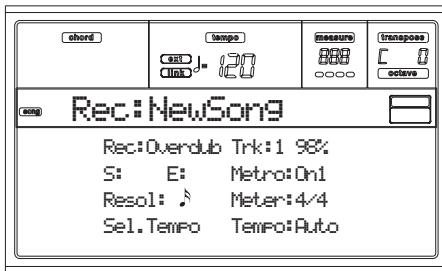 chord tempo measure transpose
ext link ♩= 120 888 C 0
octave
song Rec:NewSong
Rec:Overdub Trk:1 98%
S: E: Metro:On1
Resol: 𝅘𝅥𝅯 Meter:4/4
Sel.Tempo Tempo:Auto